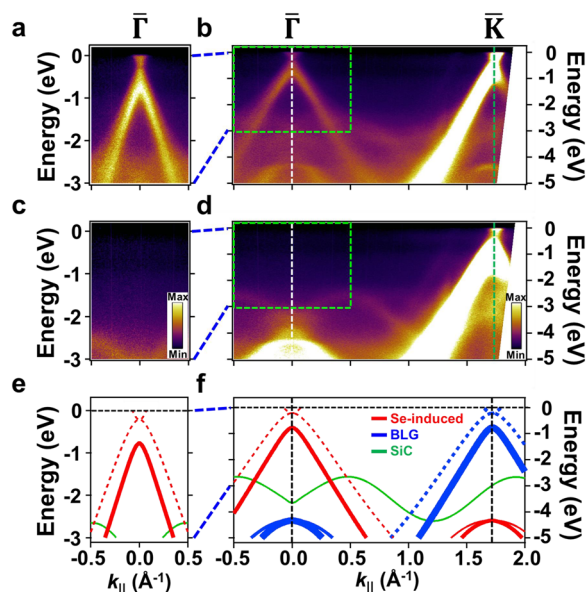 Γ̅ Γ̅ K̅
a b
0
-1
-2
-3
Energy (eV)
0
-1
-2
-3
-4
-5
Energy (eV)
c d
0
-1
-2
-3
Energy (eV)
Max
Min
Max
Min
0
-1
-2
-3
-4
-5
Energy (eV)
e f
0
-1
-2
-3
Energy (eV)
Se-induced
BLG
SiC
0
-1
-2
-3
-4
-5
Energy (eV)
-0.5 0.0 0.5 -0.5 0.0 0.5 1.0 1.5 2.0
k|| (Å⁻¹) k|| (Å⁻¹)